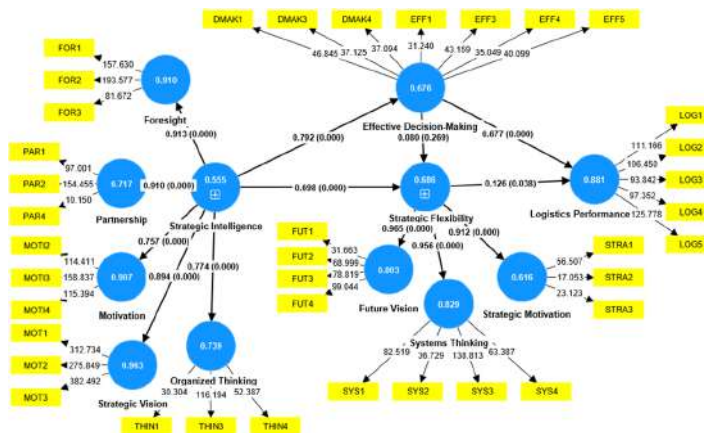 DMAK1
DMAK3
DMAK4
EFF1
EFF3
EFF4
EFF5
46.845
37.125
37.094
31.240
43.159
35.049
40.099
FOR1
FOR2
FOR3
157.630
193.577
81.672
0.910
Foresight
0.676
Effective Decision-Making
0.913 (0.000)
0.792 (0.000)
0.080 (0.269)
0.677 (0.000)
LOG1
LOG2
LOG3
LOG4
LOG5
111.166
106.450
93.842
97.352
125.778
0.881
Logistics Performance
PAR1
PAR2
PAR4
97.001
154.455
19.150
0.717
Partnership
0.910 (0.000)
0.555
Strategic Intelligence
0.698 (0.000)
0.686
Strategic Flexibility
0.126 (0.038)
MOTI2
MOTI3
MOTI4
114.411
158.837
115.394
0.907
Motivation
0.757 (0.000)
0.894 (0.000)
0.774 (0.000)
0.965 (0.000)
0.956 (0.000)
0.912 (0.000)
FUT1
FUT2
FUT3
FUT4
31.663
68.999
78.819
99.044
0.803
Future Vision
0.829
Systems Thinking
0.616
Strategic Motivation
56.507
17.053
23.123
STRA1
STRA2
STRA3
MOT1
MOT2
MOT3
312.734
275.849
382.492
0.963
Strategic Vision
0.739
Organized Thinking
30.304
116.194
52.387
THIN1
THIN3
THIN4
82.519
36.729
138.813
63.387
SYS1
SYS2
SYS3
SYS4